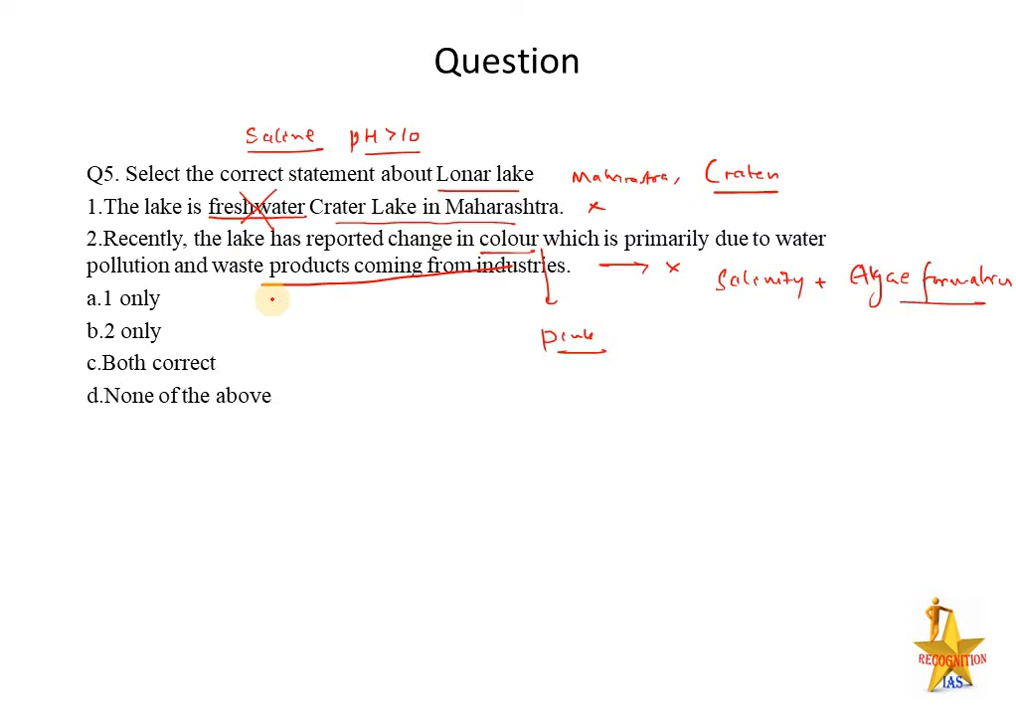 Question
Saline pH > 10
Q5. Select the correct statement about Lonar lake Maharastra, Crater
1.The lake is freshwater Crater Lake in Maharashtra. x
2.Recently, the lake has reported change in colour which is primarily due to water
pollution and waste products coming from industries. → x Salinity + Algae formation
a.1 only
b.2 only
pink
c.Both correct
d.None of the above
RECOGNITION
IAS